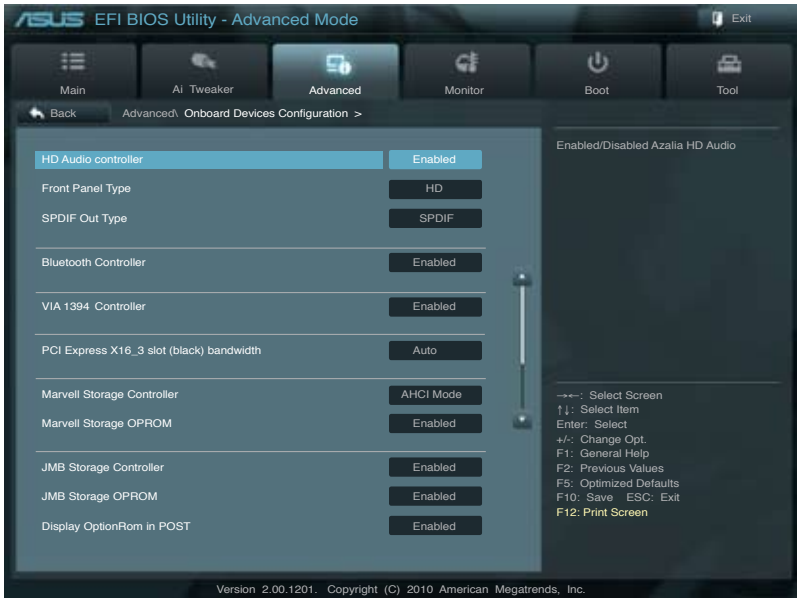 ASUS EFI BIOS Utility - Advanced Mode
Exit
Main
Ai Tweaker
Advanced
Monitor
Boot
Tool
Back
Advanced\ Onboard Devices Configuration >
HD Audio controller Enabled
Front Panel Type HD
SPDIF Out Type SPDIF
Bluetooth Controller Enabled
VIA 1394 Controller Enabled
PCI Express X16_3 slot (black) bandwidth Auto
Marvell Storage Controller AHCI Mode
Marvell Storage OPROM Enabled
JMB Storage Controller Enabled
JMB Storage OPROM Enabled
Display OptionRom in POST Enabled
Enabled/Disabled Azalia HD Audio
→←: Select Screen
↑↓: Select Item
Enter: Select
+/-: Change Opt.
F1: General Help
F2: Previous Values
F5: Optimized Defaults
F10: Save ESC: Exit
F12: Print Screen
Version 2.00.1201. Copyright (C) 2010 American Megatrends, Inc.